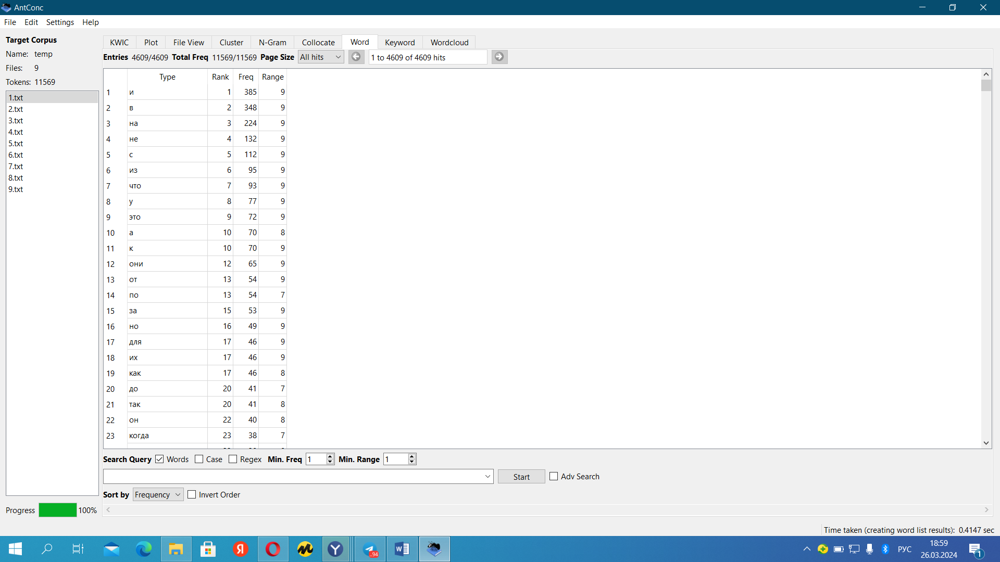 AntConc
File Edit Settings Help
Target Corpus
Name: temp
Files: 9
Tokens: 11569
1.txt
2.txt
3.txt
4.txt
5.txt
6.txt
7.txt
8.txt
9.txt
Progress 100%
KWIC Plot File View Cluster N-Gram Collocate Word Keyword Wordcloud
Entries 4609/4609 Total Freq 11569/11569 Page Size All hits 1 to 4609 of 4609 hits
Type Rank Freq Range
1 и 1 385 9
2 в 2 348 9
3 на 3 224 9
4 не 4 132 9
5 с 5 112 9
6 из 6 95 9
7 что 7 93 9
8 у 8 77 9
9 это 9 72 9
10 а 10 70 8
11 к 10 70 9
12 они 12 65 9
13 от 13 54 9
14 по 13 54 7
15 за 15 53 9
16 но 16 49 9
17 для 17 46 9
18 их 17 46 9
19 как 17 46 8
20 до 20 41 7
21 так 20 41 8
22 он 22 40 8
23 когда 23 38 7
Search Query Words Case Regex Min. Freq 1 Min. Range 1
Start Adv Search
Sort by Frequency Invert Order
Time taken (creating word list results): 0.4147 sec
Я Y ..94 W РУС 18:59
26.03.2024 1